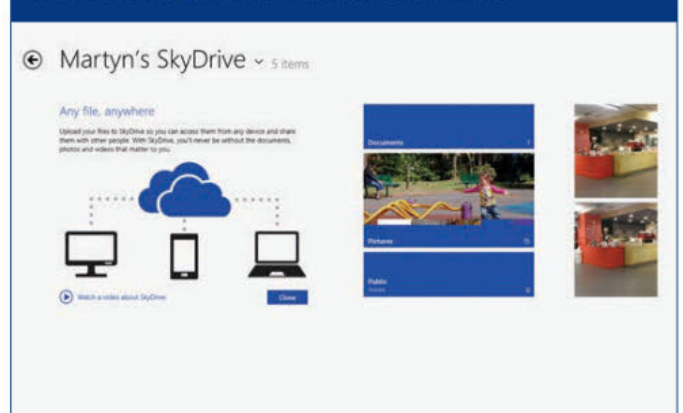 Martyn's SkyDrive 5 items
Any file, anywhere
Upload your files to SkyDrive so you can access them from any device and share
them with other people. With SkyDrive, you'll never be without the documents,
photos and videos that matter to you.
Watch a video about SkyDrive
Close
Documents
Pictures
Public